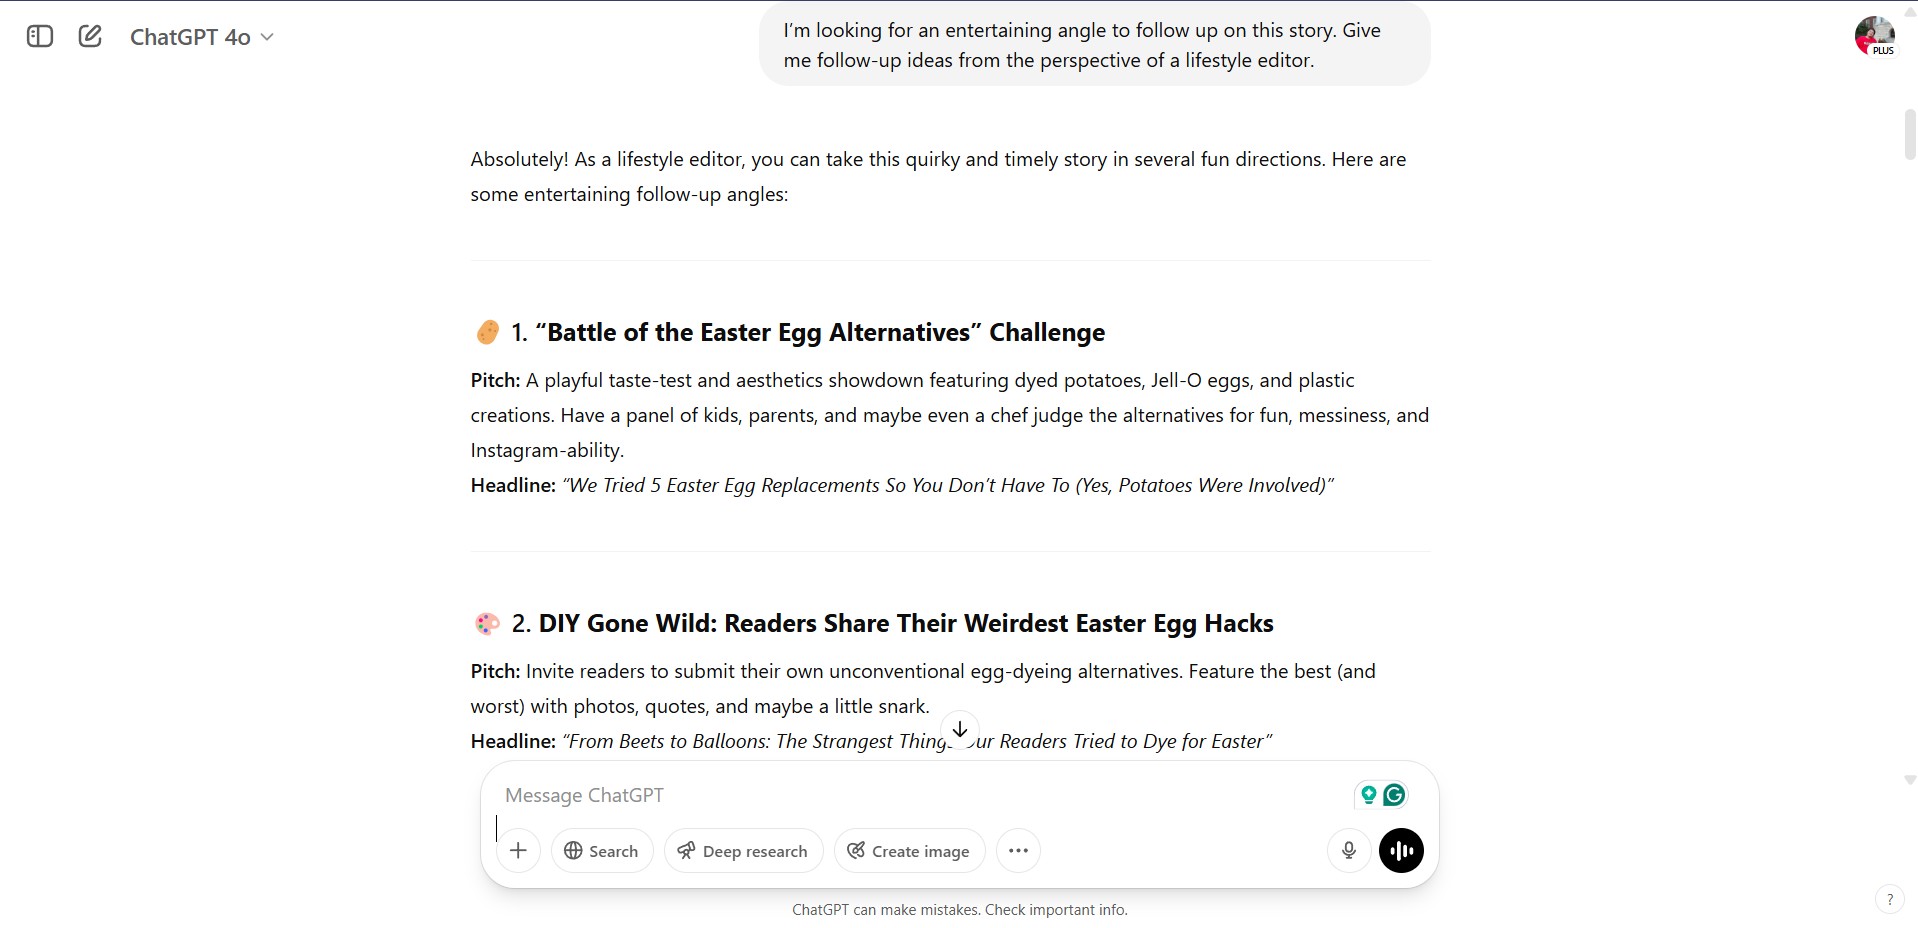 ChatGPT 4o
I’m looking for an entertaining angle to follow up on this story. Give
me follow-up ideas from the perspective of a lifestyle editor.
PLUS
Absolutely! As a lifestyle editor, you can take this quirky and timely story in several fun directions. Here are
some entertaining follow-up angles:
1. “Battle of the Easter Egg Alternatives” Challenge
Pitch: A playful taste-test and aesthetics showdown featuring dyed potatoes, Jell-O eggs, and plastic
creations. Have a panel of kids, parents, and maybe even a chef judge the alternatives for fun, messiness, and
Instagram-ability.
Headline: “We Tried 5 Easter Egg Replacements So You Don’t Have To (Yes, Potatoes Were Involved)”
2. DIY Gone Wild: Readers Share Their Weirdest Easter Egg Hacks
Pitch: Invite readers to submit their own unconventional egg-dyeing alternatives. Feature the best (and
worst) with photos, quotes, and maybe a little snark.
Headline: “From Beets to Balloons: The Strangest Readers Tried to Dye for Easter”
Message ChatGPT
Search
Deep research
Create image
ChatGPT can make mistakes. Check important info.
?